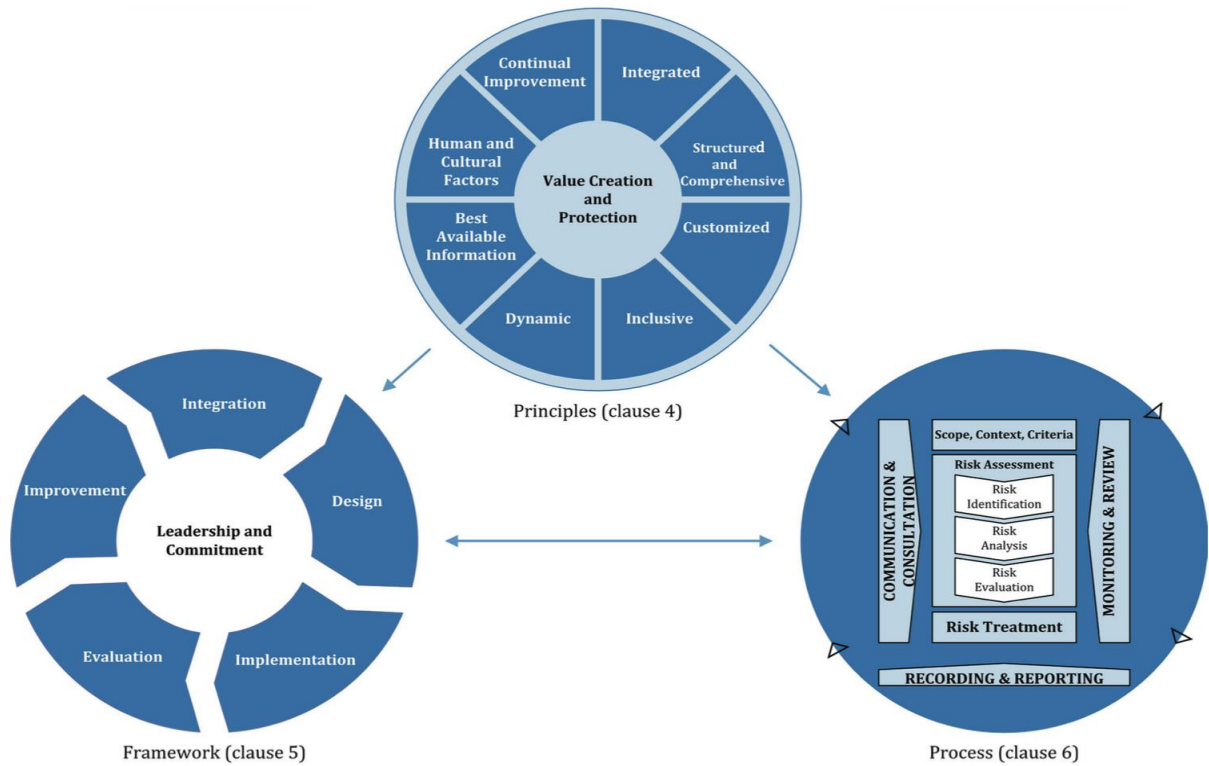 Continual
Improvement
Integrated
Structured
and
Comprehensive
Customized
Inclusive
Dynamic
Best
Available
Information
Human and
Cultural
Factors
Value Creation
and
Protection
Principles (clause 4)
Integration
Design
Implementation
Evaluation
Improvement
Leadership and
Commitment
Framework (clause 5)
Scope, Context, Criteria
Risk Assessment
Risk
Identification
Risk
Analysis
Risk
Evaluation
Risk Treatment
COMMUNICATION &
CONSULTATION
MONITORING & REVIEW
RECORDING & REPORTING
Process (clause 6)